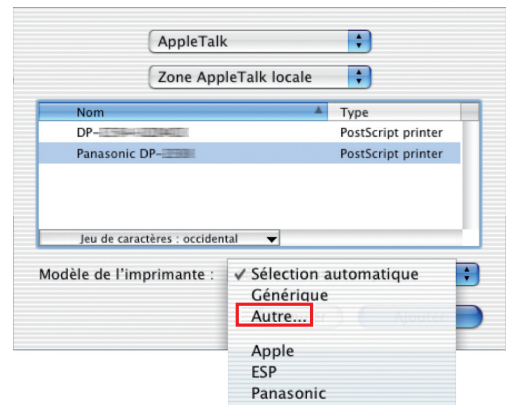 AppleTalk
Zone AppleTalk locale
Nom Type
DP- PostScript printer
Panasonic DP- PostScript printer
Jeu de caractères : occidental
Modèle de l'imprimante : ✓ Sélection automatique
Générique
Autre...
Apple
ESP
Panasonic